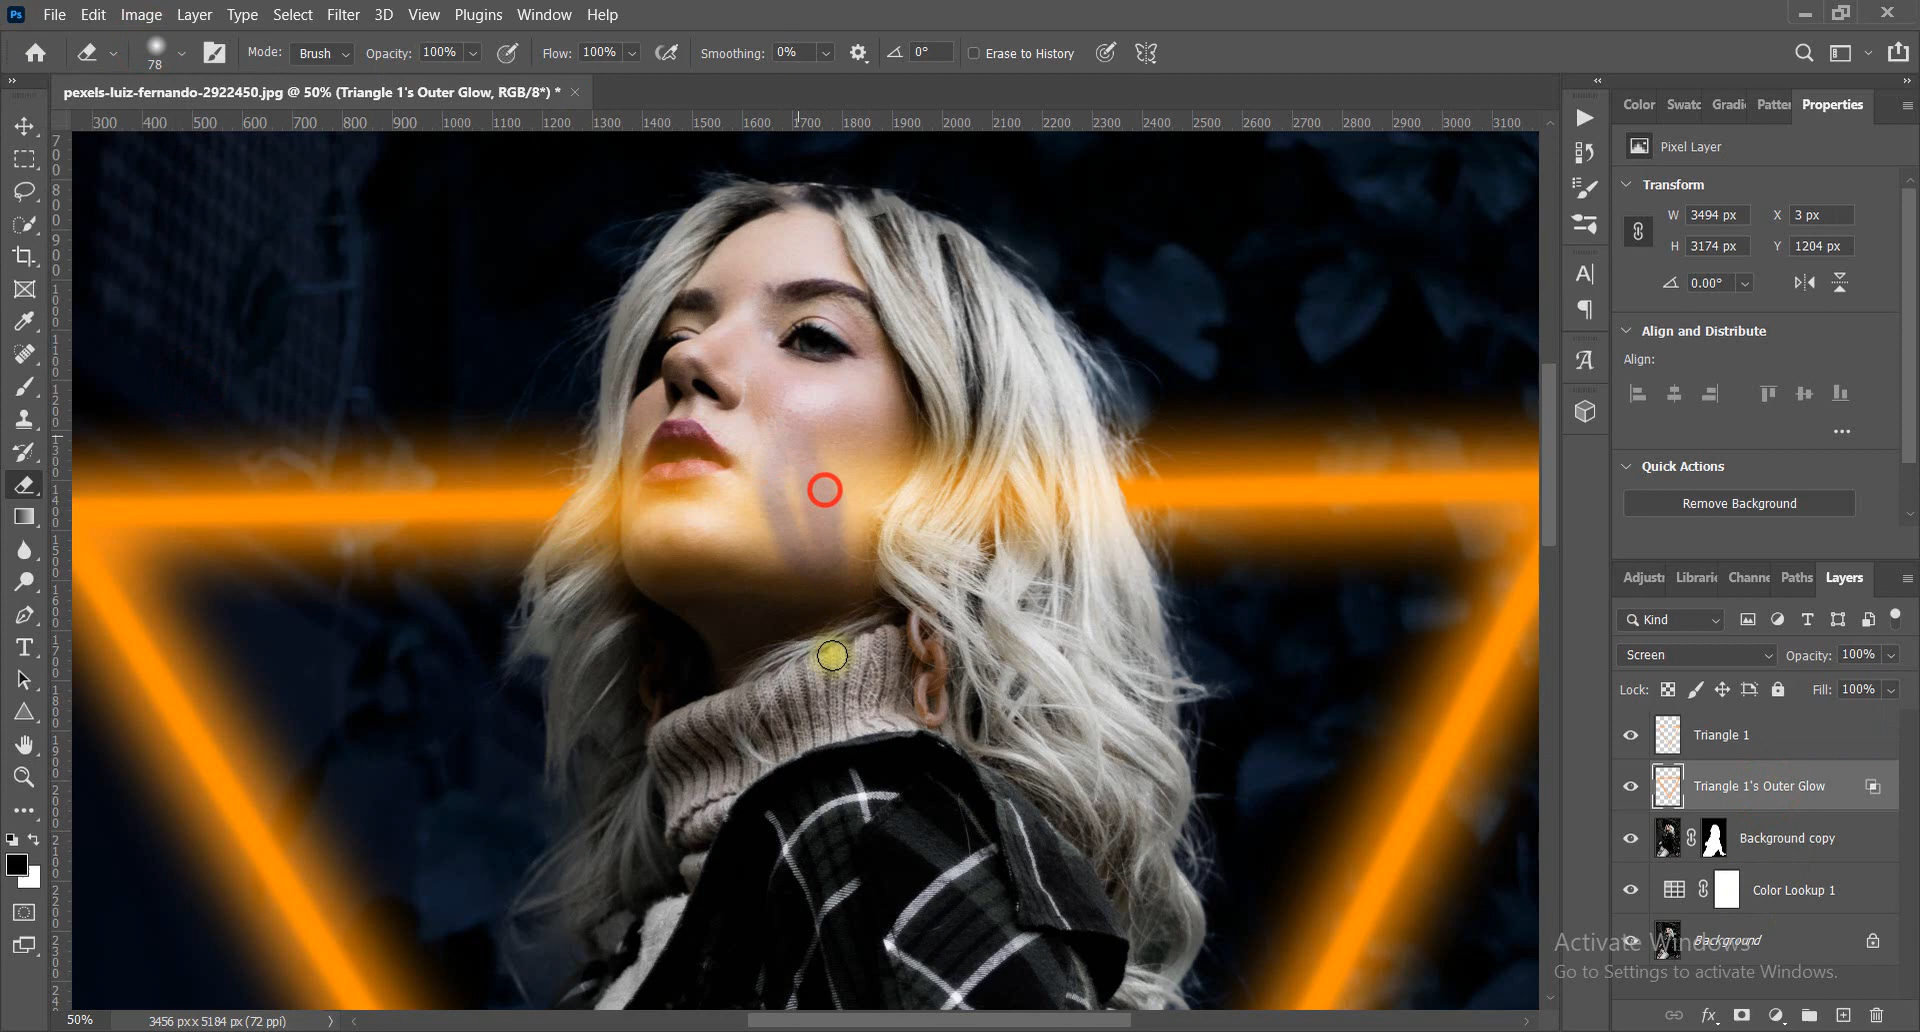 Ps File Edit Image Layer Type Select Filter 3D View Plugins Window Help
78 Mode: Brush Opacity: 100% Flow: 100% Smoothing: 0% 0° Erase to History
pexels-luiz-fernando-2922450.jpg @ 50% (Triangle 1's Outer Glow, RGB/8*) *
300 400 500 600 700 800 900 1000 1100 1200 1300 1400 1500 1600 1700 1800 1900 2000 2100 2200 2300 2400 2500 2600 2700 2800 2900 3000 3100
Color Swatc Gradi Patter Properties
Pixel Layer
Transform
W 3494 px X 3 px
H 3174 px Y 1204 px
0.00°
Align and Distribute
Align:
Quick Actions
Remove Background
Adjust Librari Channe Paths Layers
Kind
Screen Opacity: 100%
Lock: Fill: 100%
Triangle 1
Triangle 1's Outer Glow
Background copy
Color Lookup 1
Background
Activate Windows
Go to Settings to activate Windows.
50% 3456 px x 5184 px (72 ppi)